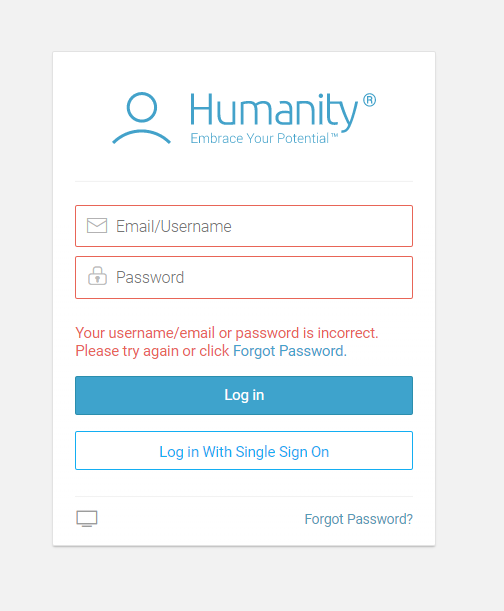 Humanity®
Embrace Your Potential™
Email/Username
Password
Your username/email or password is incorrect.
Please try again or click Forgot Password.
Log in
Log in With Single Sign On
Forgot Password?